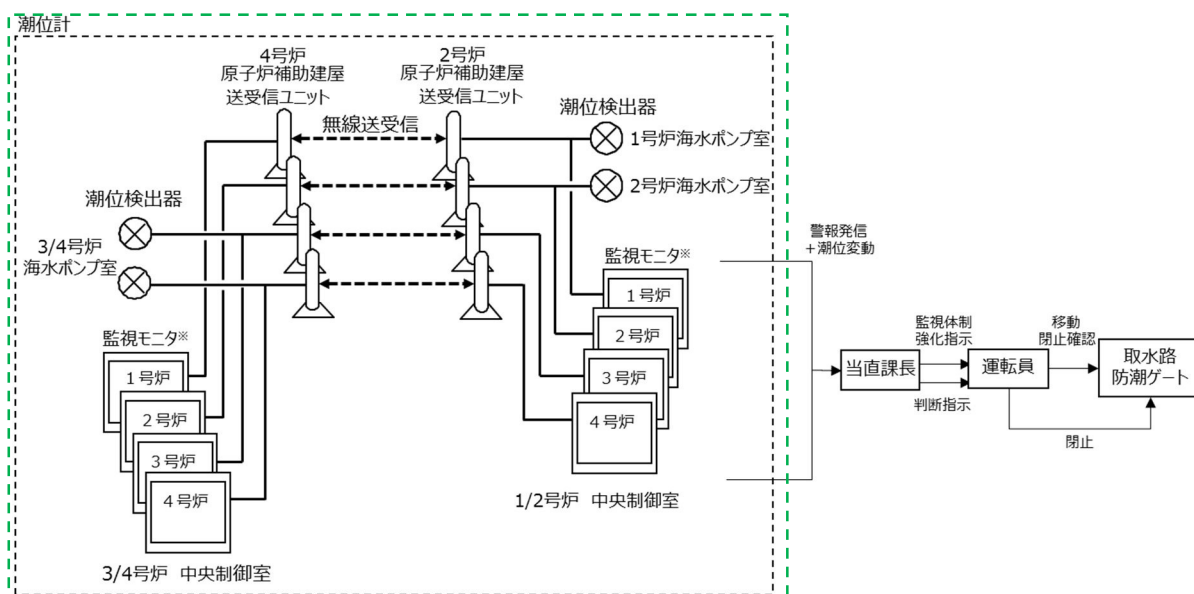 潮位計
4号炉
原子炉補助建屋
送受信ユニット
2号炉
原子炉補助建屋
送受信ユニット
無線送受信
潮位検出器
1号炉海水ポンプ室
2号炉海水ポンプ室
潮位検出器
3/4号炉
海水ポンプ室
監視モニタ※
1号炉
2号炉
3号炉
4号炉
3/4号炉 中央制御室
監視モニタ※
1号炉
2号炉
3号炉
4号炉
1/2号炉 中央制御室
警報発信
+潮位変動
当直課長
監視体制
強化指示
判断指示
運転員
移動
閉止確認
閉止
取水路
防潮ゲート